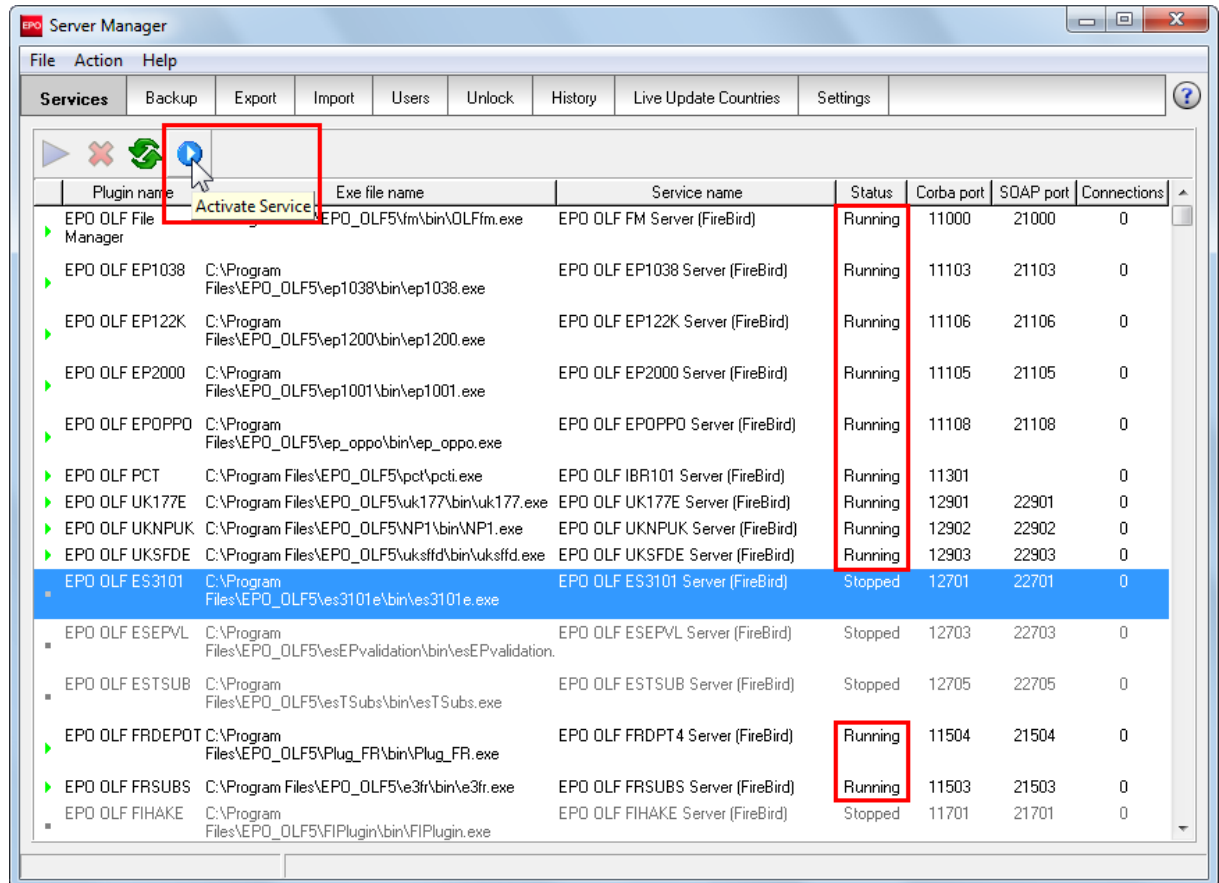 EPO Server Manager
File Action Help
Services Backup Export Import Users Unlock History Live Update Countries Settings ?
Activate Service
Plugin name Exe file name Service name Status Corba port SOAP port Connections
EPO OLF File \EPO_OLF5\fm\bin\OLFfm.exe EPO OLF FM Server (FireBird) Running 11000 21000 0
Manager
EPO OLF EP1038 C:\Program EPO OLF EP1038 Server (FireBird) Running 11103 21103 0
Files\EPO_OLF5\ep1038\bin\ep1038.exe
EPO OLF EP122K C:\Program EPO OLF EP122K Server (FireBird) Running 11106 21106 0
Files\EPO_OLF5\ep1200\bin\ep1200.exe
EPO OLF EP2000 C:\Program EPO OLF EP2000 Server (FireBird) Running 11105 21105 0
Files\EPO_OLF5\ep1001\bin\ep1001.exe
EPO OLF EPOPPO C:\Program EPO OLF EPOPPO Server (FireBird) Running 11108 21108 0
Files\EPO_OLF5\ep_oppo\bin\ep_oppo.exe
EPO OLF PCT C:\Program Files\EPO_OLF5\pct\pcti.exe EPO OLF IBR101 Server (FireBird) Running 11301 0
EPO OLF UK177E C:\Program Files\EPO_OLF5\uk177\bin\uk177.exe EPO OLF UK177E Server (FireBird) Running 12901 22901 0
EPO OLF UKNPUK C:\Program Files\EPO_OLF5\NP1\bin\NP1.exe EPO OLF UKNPUK Server (FireBird) Running 12902 22902 0
EPO OLF UKSFDE C:\Program Files\EPO_OLF5\uksffd\bin\uksffd.exe EPO OLF UKSFDE Server (FireBird) Running 12903 22903 0
EPO OLF ES3101 C:\Program EPO OLF ES3101 Server (FireBird) Stopped 12701 22701 0
Files\EPO_OLF5\es3101e\bin\es3101e.exe
EPO OLF ESEPVL C:\Program EPO OLF ESEPVL Server (FireBird) Stopped 12703 22703 0
Files\EPO_OLF5\esEPvalidation\bin\esEPvalidation.
EPO OLF ESTSUB C:\Program EPO OLF ESTSUB Server (FireBird) Stopped 12705 22705 0
Files\EPO_OLF5\esTSubs\bin\esTSubs.exe
EPO OLF FRDEPOT C:\Program EPO OLF FRDPT4 Server (FireBird) Running 11504 21504 0
Files\EPO_OLF5\Plug_FR\bin\Plug_FR.exe
EPO OLF FRSUBS C:\Program Files\EPO_OLF5\e3fr\bin\e3fr.exe EPO OLF FRSUBS Server (FireBird) Running 11503 21503 0
EPO OLF FIHAKE C:\Program EPO OLF FIHAKE Server (FireBird) Stopped 11701 21701 0
Files\EPO_OLF5\FIPlugin\bin\FIPlugin.exe